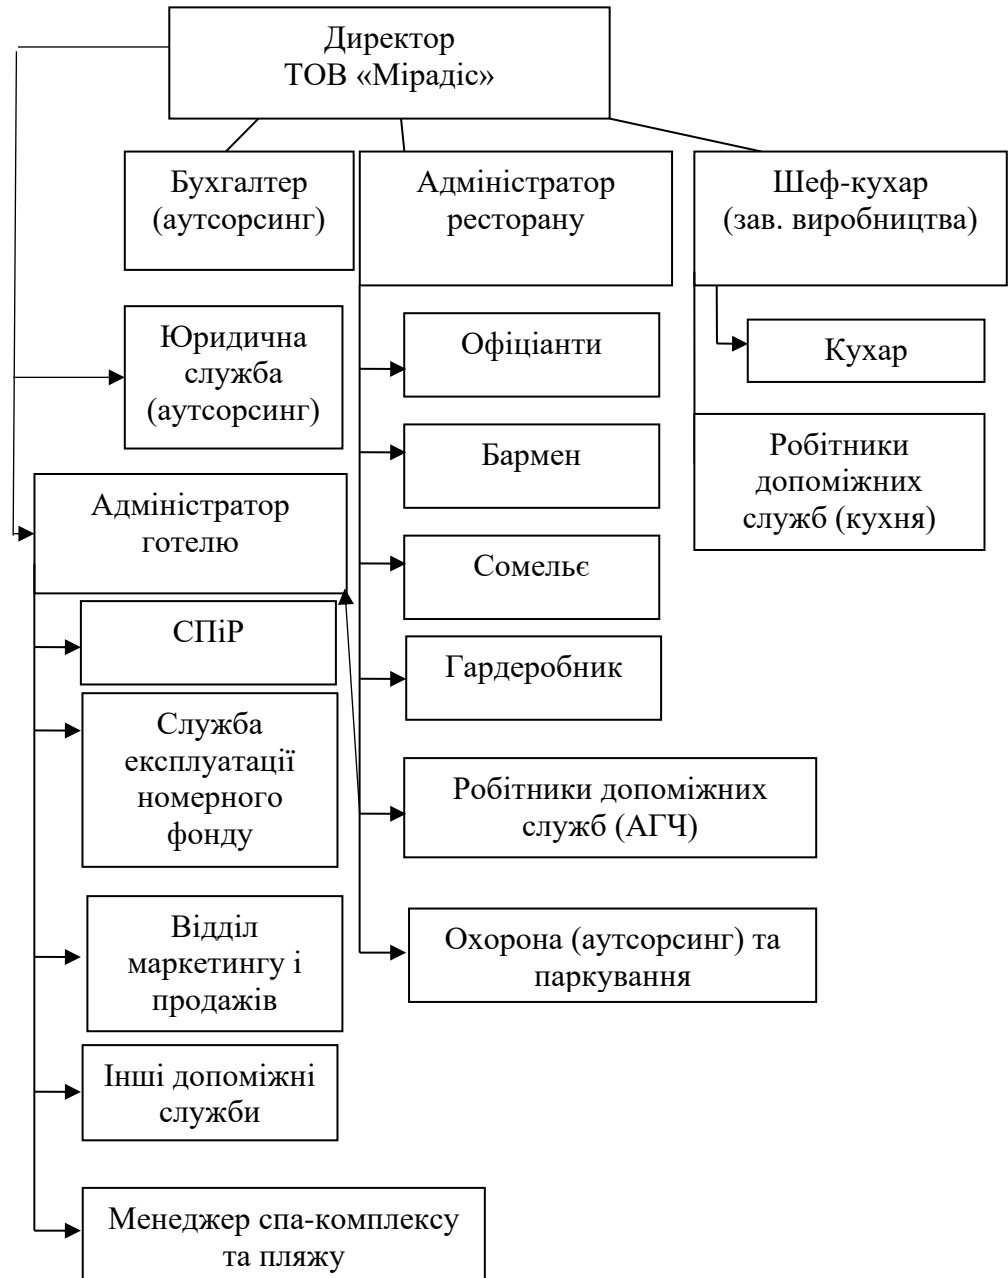 Директор
ТОВ «Мірадіс»
Бухгалтер
(аутсорсинг)
Адміністратор
ресторану
Шеф-кухар
(зав. виробництва)
Юридична
служба
(аутсорсинг)
Офіціанти
Кухар
Бармен
Робітники
допоміжних
служб (кухня)
Адміністратор
готелю
Сомельє
СПіР
Гардеробник
Служба
експлуатації
номерного
фонду
Робітники допоміжних
служб (АГЧ)
Відділ
маркетингу і
продажів
Охорона (аутсорсинг) та
паркування
Інші допоміжні
служби
Менеджер спа-комплексу
та пляжу